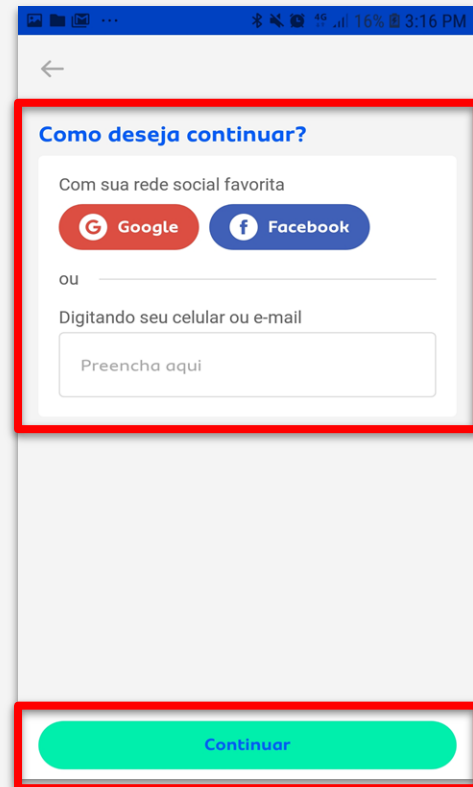 4G 16% 3:16 PM
Como deseja continuar?
Com sua rede social favorita
G Google f Facebook
ou
Digitando seu celular ou e-mail
Preencha aqui
Continuar